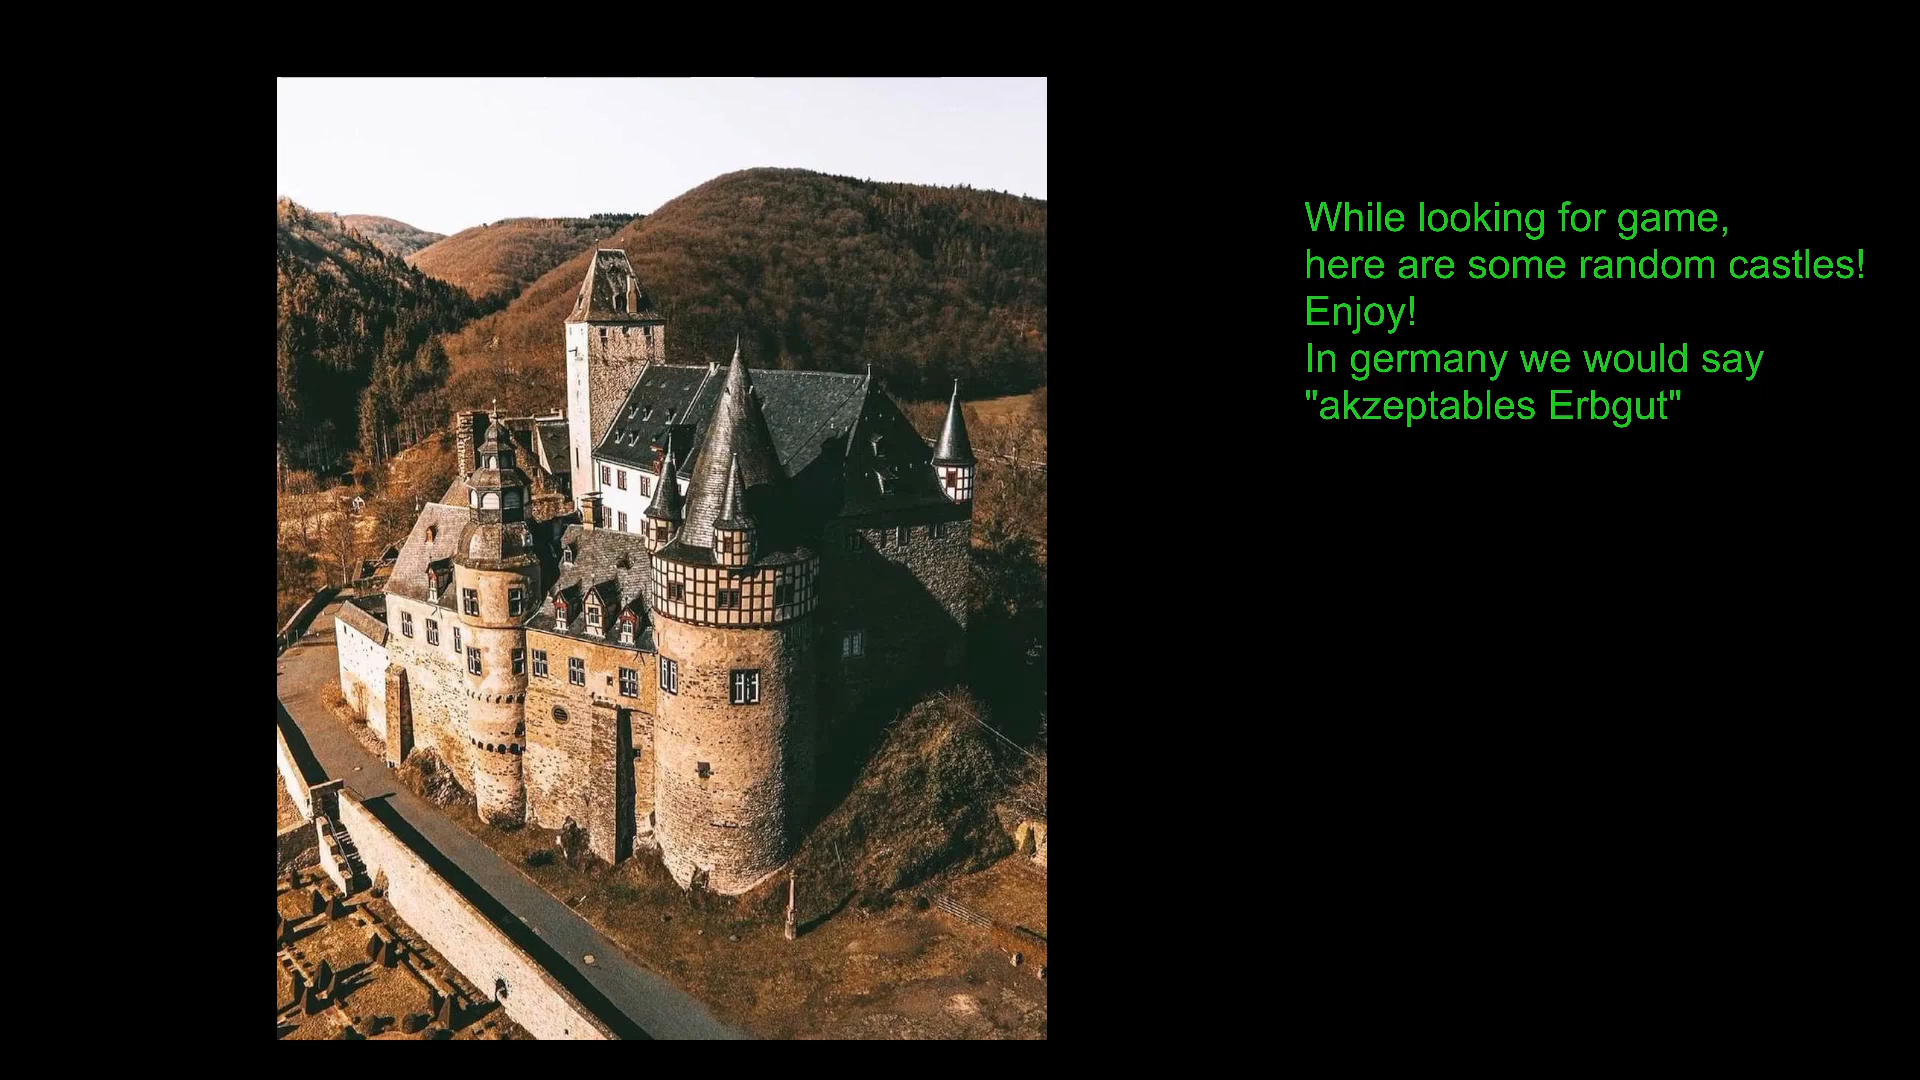 While looking for game,
here are some random castles!
Enjoy!
In germany we would say
"akzeptables Erbgut"